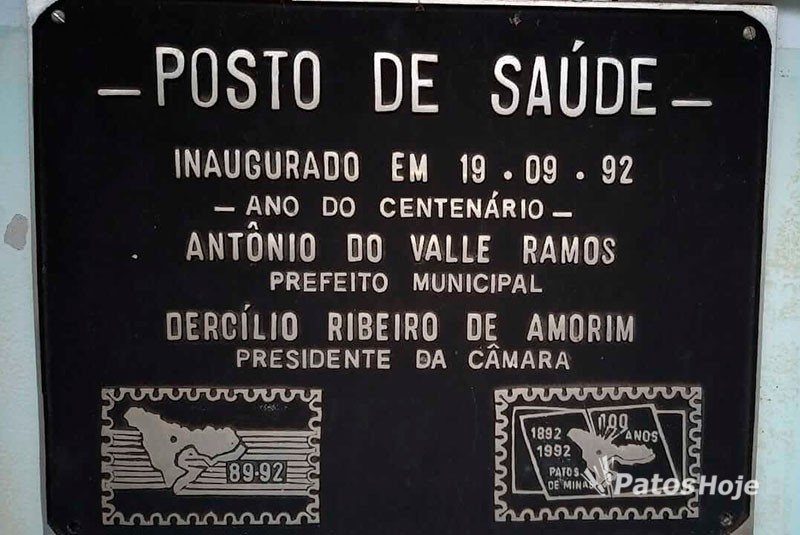 — POSTO DE SAÚDE —
INAUGURADO EM 19 • 09 • 92
— ANO DO CENTENÁRIO —
ANTÔNIO DO VALLE RAMOS
PREFEITO MUNICIPAL
DERCÍLIO RIBEIRO DE AMORIM
PRESIDENTE DA CÂMARA
89-92
100
1892 ANOS
1992
PATOS
DE MINAS
PatosHoje